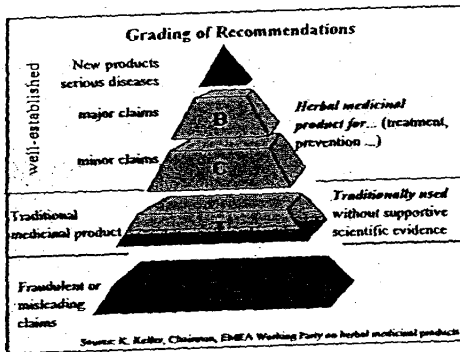 Grading of Recommendations
well-established
New products
serious diseases
major claims
B
minor claims
C
Herbal medicinal
product for... (treatment,
prevention ...)
Traditional
medicinal product
Traditionally used
without supportive
scientific evidence
Fraudulent or
misleading
claims
Source: K. Keller, Chairman, EMEA Working Party on herbal medicinal products